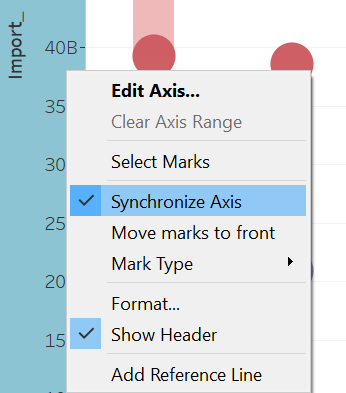 Import_
40B
35
30
25
20
15
Edit Axis...
Clear Axis Range
Select Marks
Synchronize Axis
Move marks to front
Mark Type
Format...
Show Header
Add Reference Line